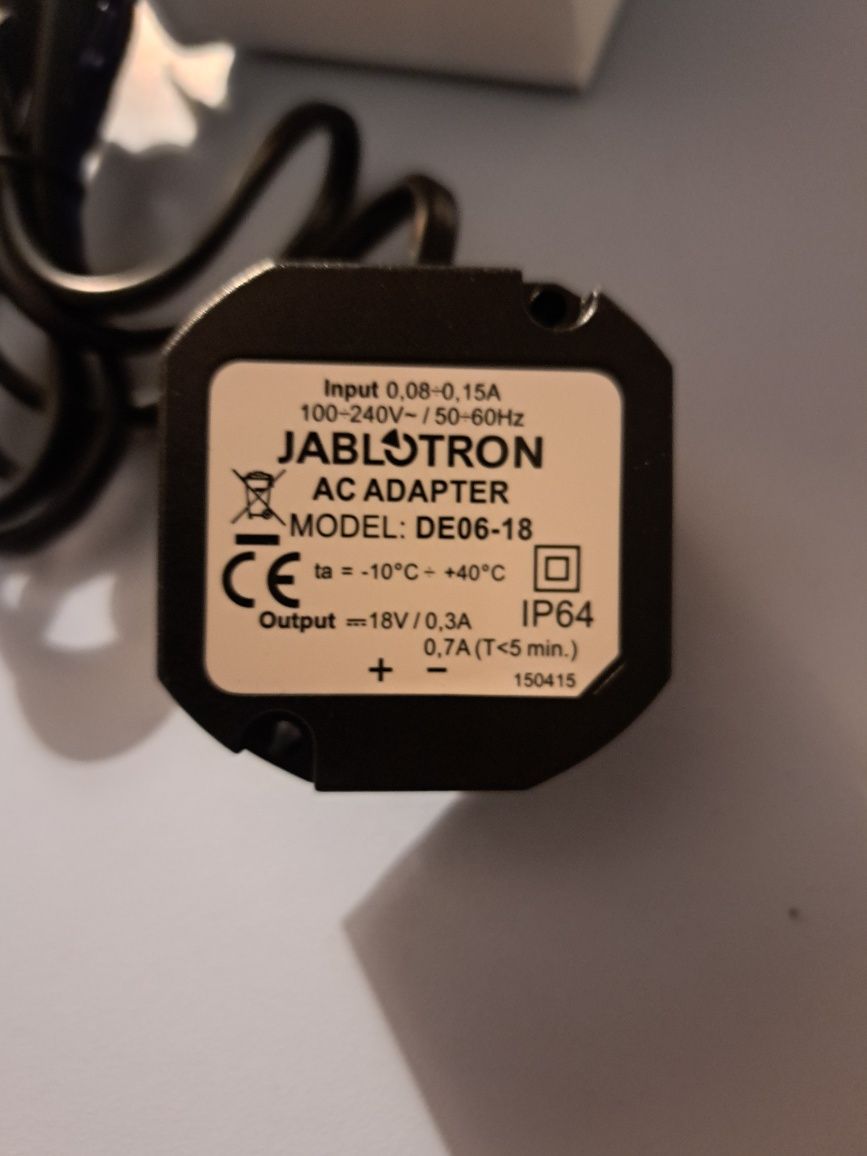 Input 0,08÷0,15A
100÷240V~ / 50÷60Hz
JABLOTRON
AC ADAPTER
MODEL: DE06-18
CE ta = -10°C ÷ +40°C
IP64
Output ⎓18V / 0,3A
0,7A (T<5 min.)
+ −
150415